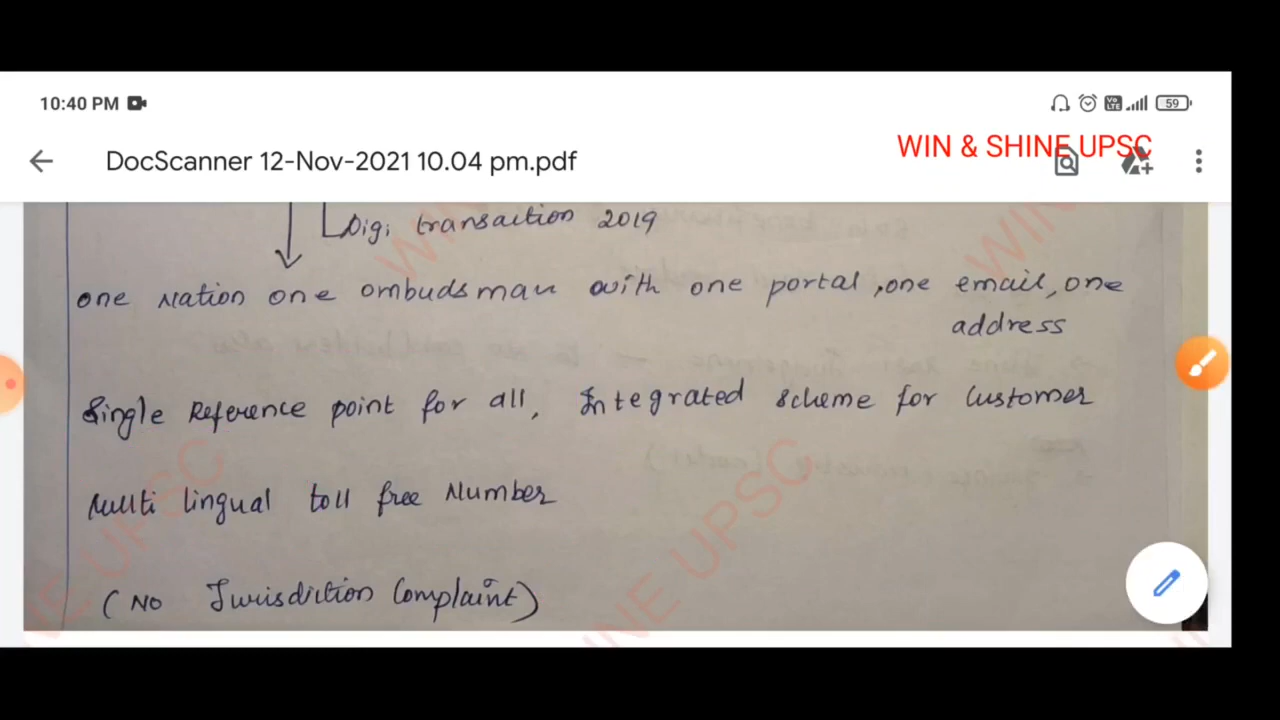 10:40 PM
59
DocScanner 12-Nov-2021 10.04 pm.pdf
WIN & SHINE UPSC
Digi transaction 2019
one Nation one ombudsman with one portal, one email, one
address
Single Reference point for all, Integrated scheme for Customer
Multi lingual toll free Number
(No Jurisdiction Complaint)